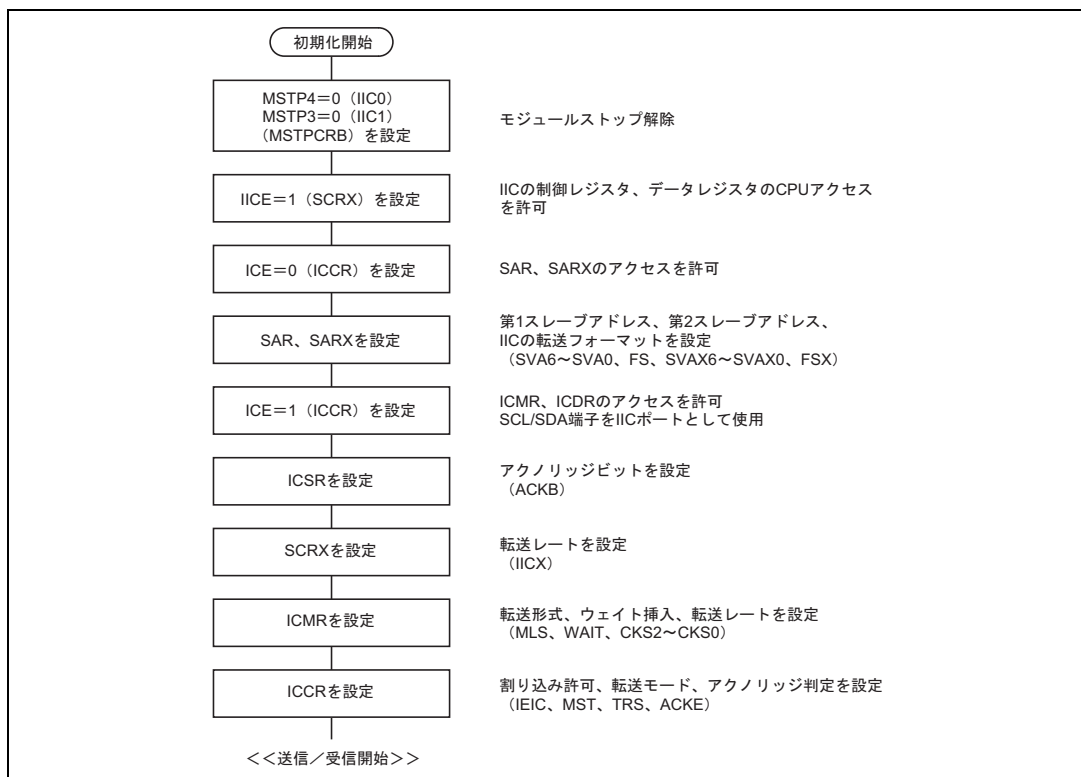 初期化開始
MSTP4=0（IIC0）
MSTP3=0（IIC1）
（MSTPCRB）を設定
モジュールストップ解除
IICE=1（SCRX）を設定
IICの制御レジスタ、データレジスタのCPUアクセス
を許可
ICE=0（ICCR）を設定
SAR、SARXのアクセスを許可
SAR、SARXを設定
第1スレーブアドレス、第2スレーブアドレス、
IICの転送フォーマットを設定
（SVA6～SVA0、FS、SVAX6～SVAX0、FSX）
ICE=1（ICCR）を設定
ICMR、ICDRのアクセスを許可
SCL/SDA端子をIICポートとして使用
ICSRを設定
アクノリッジビットを設定
（ACKB）
SCRXを設定
転送レートを設定
（IICX）
ICMRを設定
転送形式、ウェイト挿入、転送レートを設定
（MLS、WAIT、CKS2～CKS0）
ICCRを設定
割り込み許可、転送モード、アクノリッジ判定を設定
（IEIC、MST、TRS、ACKE）
＜＜送信／受信開始＞＞